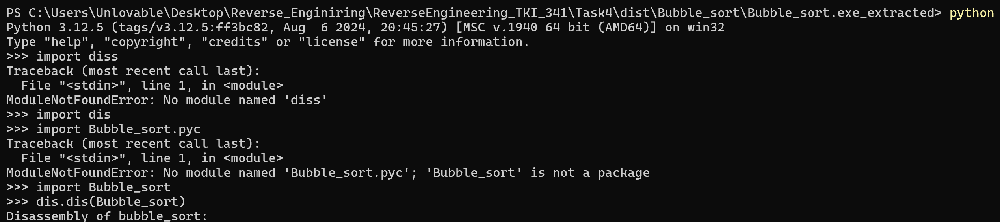 PS C:\Users\Unlovable\Desktop\Reverse_Enginiring\ReverseEngineering_TKI_341\Task4\dist\Bubble_sort\Bubble_sort.exe_extracted> python
Python 3.12.5 (tags/v3.12.5:ff3bc82, Aug  6 2024, 20:45:27) [MSC v.1940 64 bit (AMD64)] on win32
Type "help", "copyright", "credits" or "license" for more information.
>>> import diss
Traceback (most recent call last):
  File "<stdin>", line 1, in <module>
ModuleNotFoundError: No module named 'diss'
>>> import dis
>>> import Bubble_sort.pyc
Traceback (most recent call last):
  File "<stdin>", line 1, in <module>
ModuleNotFoundError: No module named 'Bubble_sort.pyc'; 'Bubble_sort' is not a package
>>> import Bubble_sort
>>> dis.dis(Bubble_sort)
Disassembly of bubble_sort: